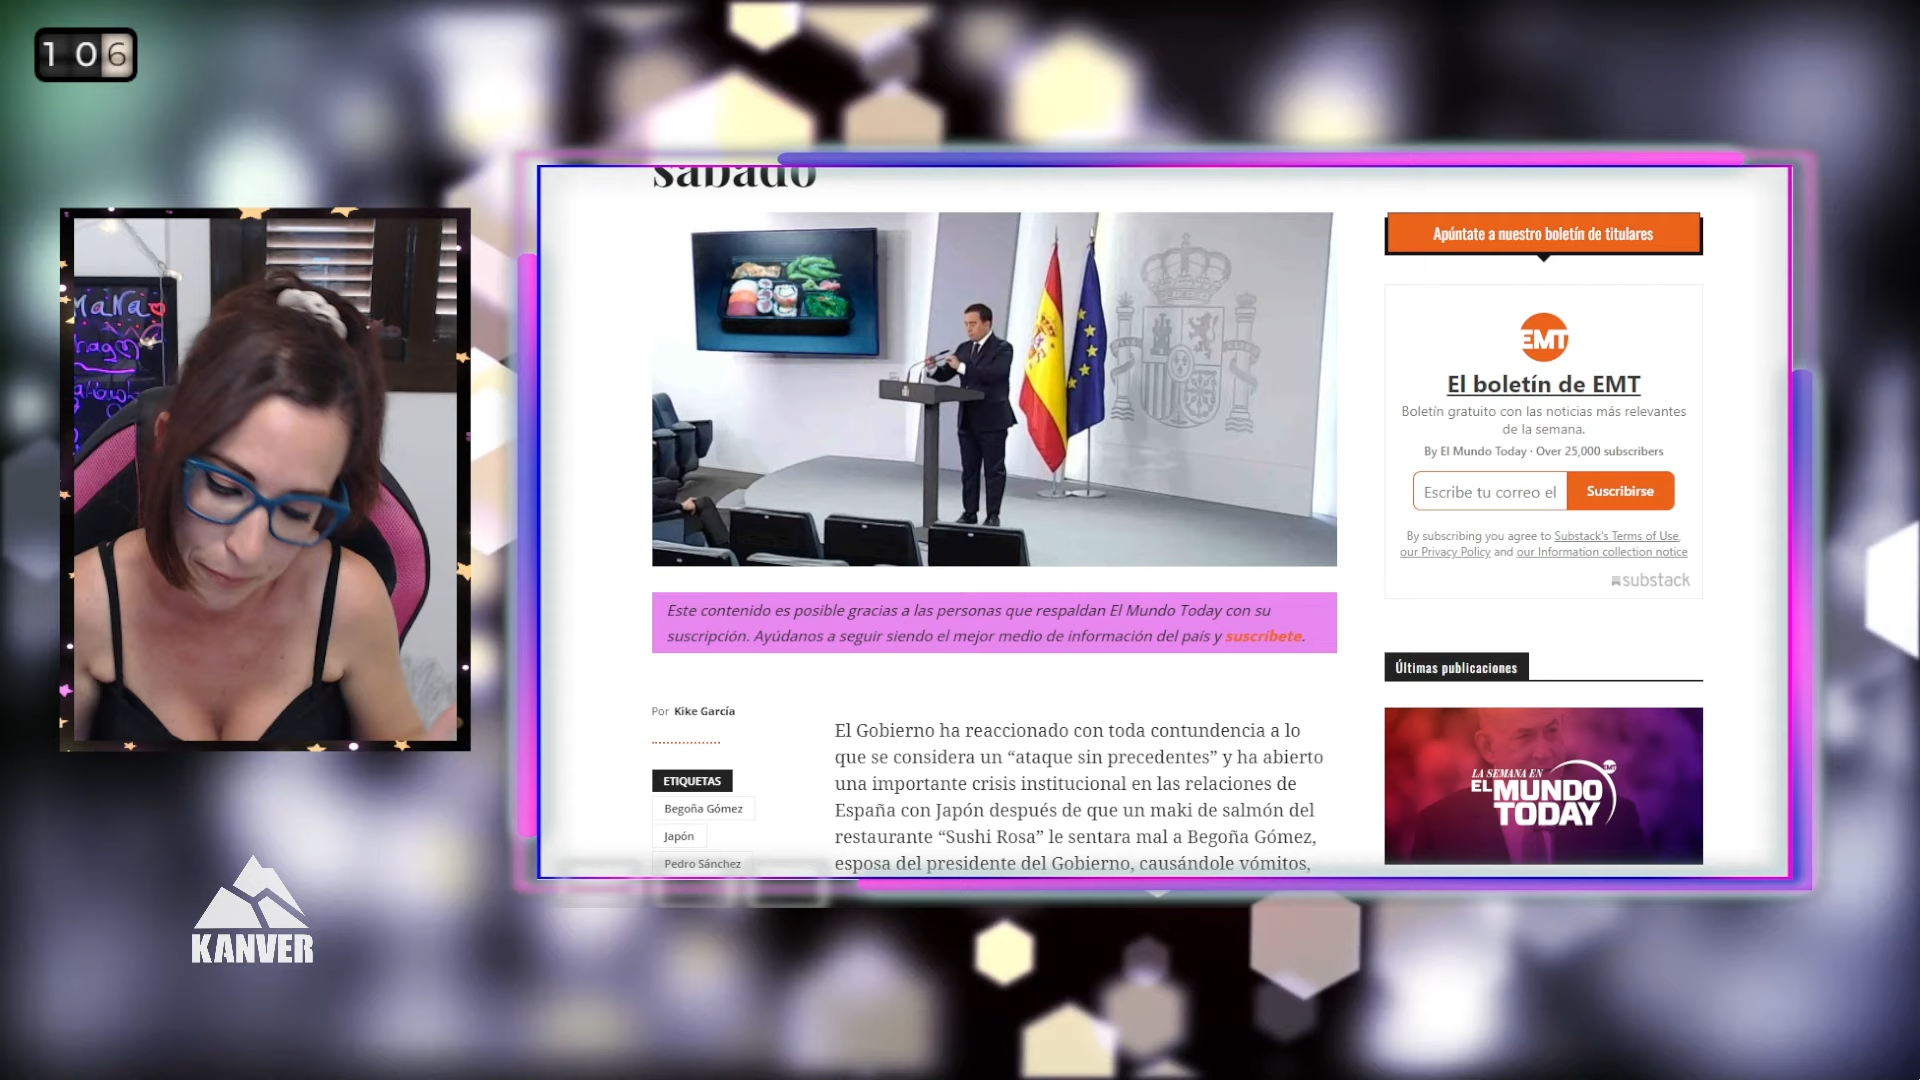 106
sábado
MaNa
KANVER
Este contenido es posible gracias a las personas que respaldan El Mundo Today con su
suscripción. Ayúdanos a seguir siendo el mejor medio de información del país y suscríbete.
Por Kike García
ETIQUETAS
Begoña Gómez
Japón
Pedro Sánchez
El Gobierno ha reaccionado con toda contundencia a lo
que se considera un “ataque sin precedentes” y ha abierto
una importante crisis institucional en las relaciones de
España con Japón después de que un maki de salmón del
restaurante “Sushi Rosa” le sentara mal a Begoña Gómez,
esposa del presidente del Gobierno, causándole vómitos,
Apúntate a nuestro boletín de titulares
EMT
El boletín de EMT
Boletín gratuito con las noticias más relevantes
de la semana.
By El Mundo Today · Over 25,000 subscribers
Escribe tu correo el
Suscribirse
By subscribing you agree to Substack's Terms of Use,
our Privacy Policy and our Information collection notice
substack
Últimas publicaciones
LA SEMANA EN
EL MUNDO
TODAY